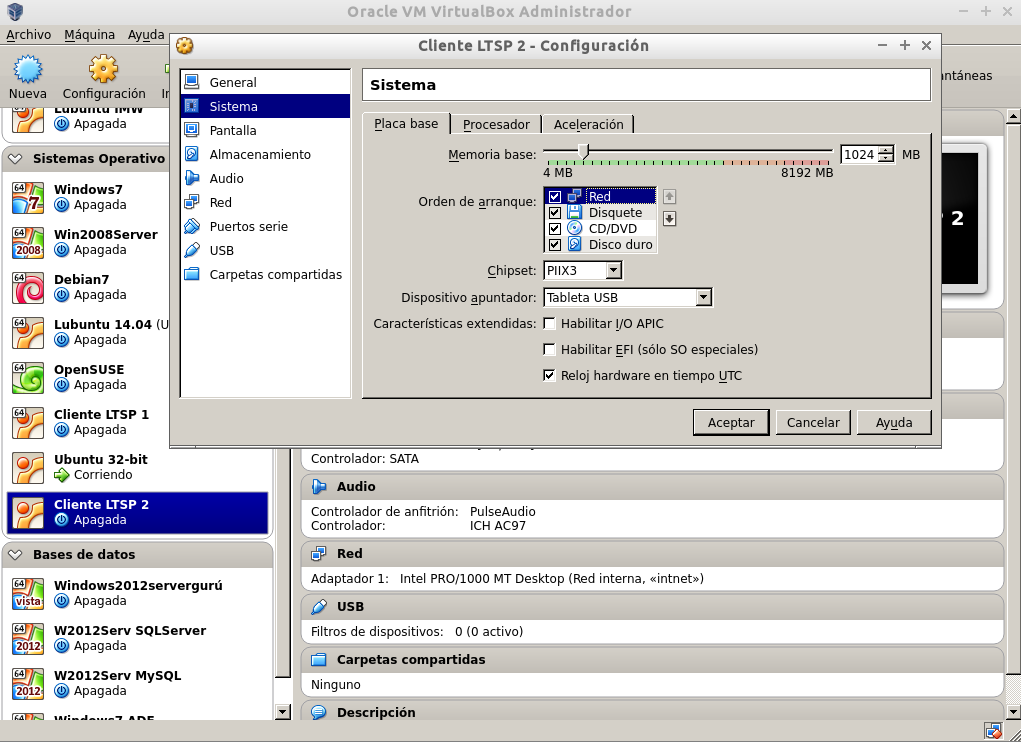 Oracle VM VirtualBox Administrador
Archivo Máquina Ayuda
Nueva Configuración
antáneas
Lubuntu IMW
Apagada
Sistemas Operativo
Windows7
Apagada
Win2008Server
Apagada
Debian7
Apagada
Lubuntu 14.04 (U
Apagada
OpenSUSE
Apagada
Cliente LTSP 1
Apagada
Ubuntu 32-bit
Corriendo
Cliente LTSP 2
Apagada
Bases de datos
Windows2012servergurú
Apagada
W2012Serv SQLServer
Apagada
W2012Serv MySQL
Apagada
Windows7 ADE
Cliente LTSP 2 - Configuración
General
Sistema
Pantalla
Almacenamiento
Audio
Red
Puertos serie
USB
Carpetas compartidas
Sistema
Placa base Procesador Aceleración
Memoria base: 1024 MB
4 MB 8192 MB
Orden de arranque: Red
Disquete
CD/DVD
Disco duro
Chipset: PIIX3
Dispositivo apuntador: Tableta USB
Características extendidas: Habilitar I/O APIC
Habilitar EFI (sólo SO especiales)
Reloj hardware en tiempo UTC
Aceptar Cancelar Ayuda
P 2
Controlador: SATA
Audio
Controlador de anfitrión: PulseAudio
Controlador: ICH AC97
Red
Adaptador 1: Intel PRO/1000 MT Desktop (Red interna, «intnet»)
USB
Filtros de dispositivos: 0 (0 activo)
Carpetas compartidas
Ninguno
Descripción